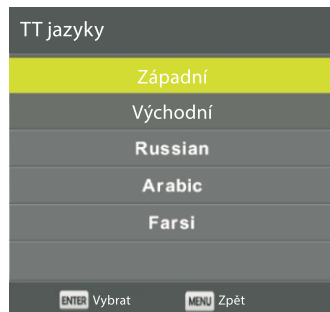 TT jazyky
Západní
Východní
Russian
Arabic
Farsi
ENTER Vybrat MENU Zpět